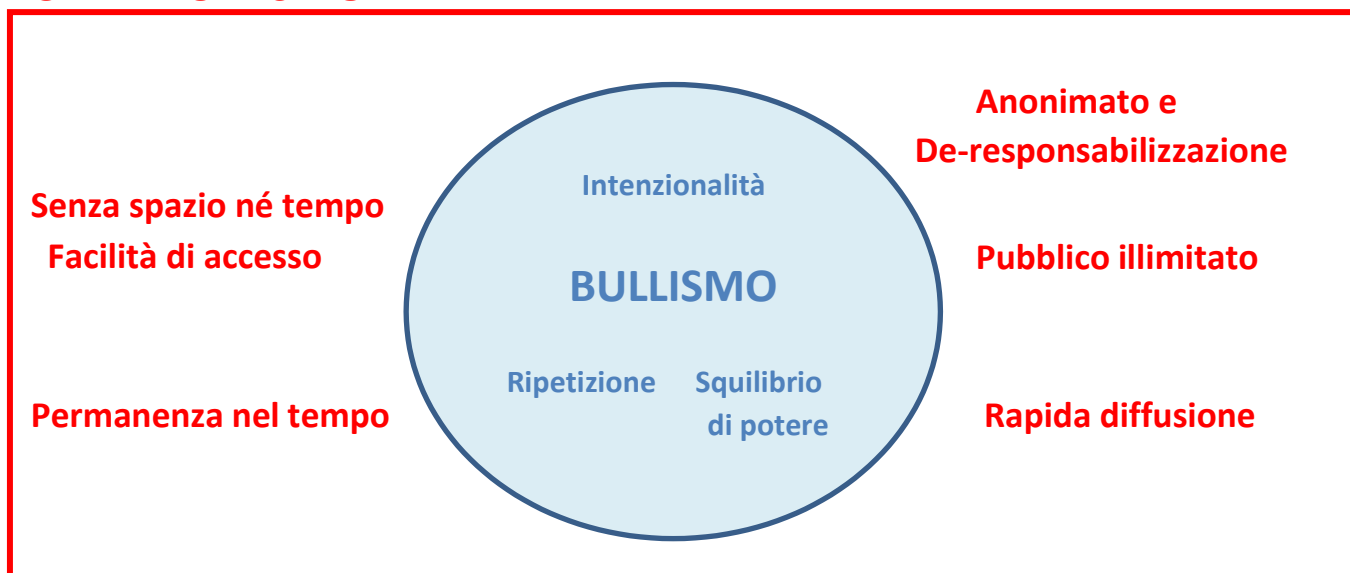 Anonimato e
De-responsabilizzazione
Intenzionalità
Senza spazio né tempo
Facilità di accesso
Pubblico illimitato
BULLISMO
Ripetizione Squilibrio
di potere
Permanenza nel tempo
Rapida diffusione